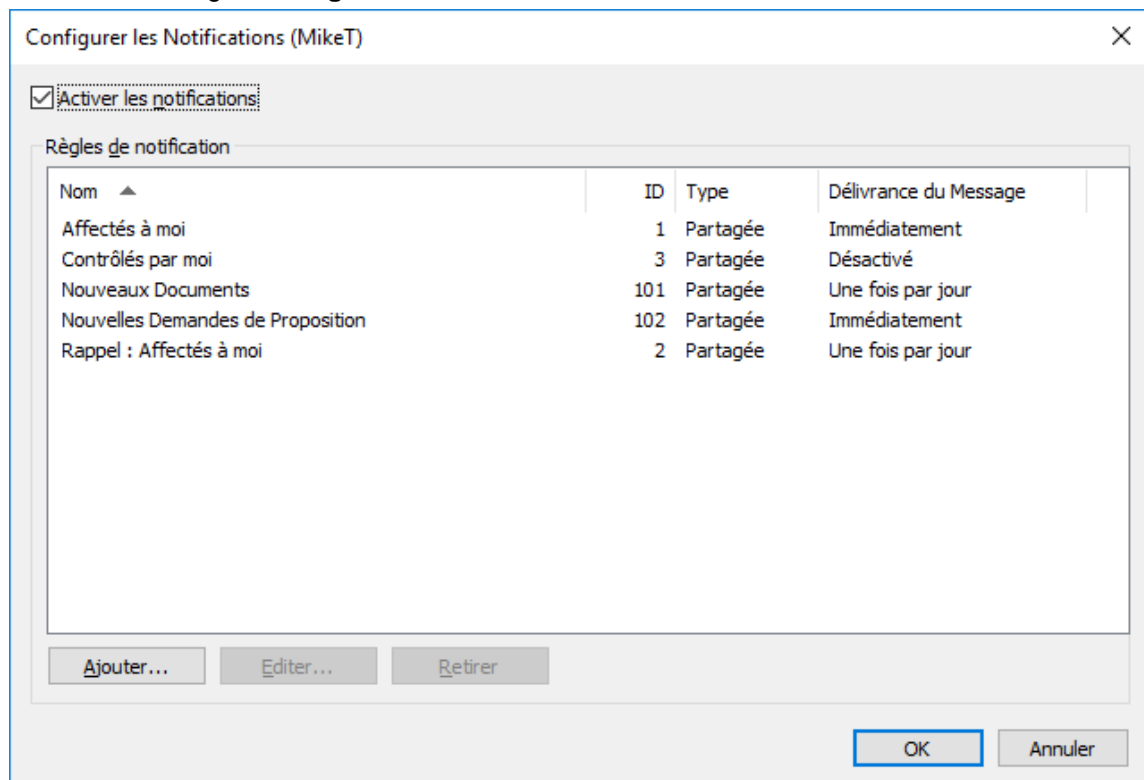 Configurer les Notifications (MikeT)
Activer les notifications
Règles de notification
Nom ID Type Délivrance du Message
Affectés à moi 1 Partagée Immédiatement
Contrôlés par moi 3 Partagée Désactivé
Nouveaux Documents 101 Partagée Une fois par jour
Nouvelles Demandes de Proposition 102 Partagée Immédiatement
Rappel : Affectés à moi 2 Partagée Une fois par jour
Ajouter... Editer... Retirer
OK Annuler